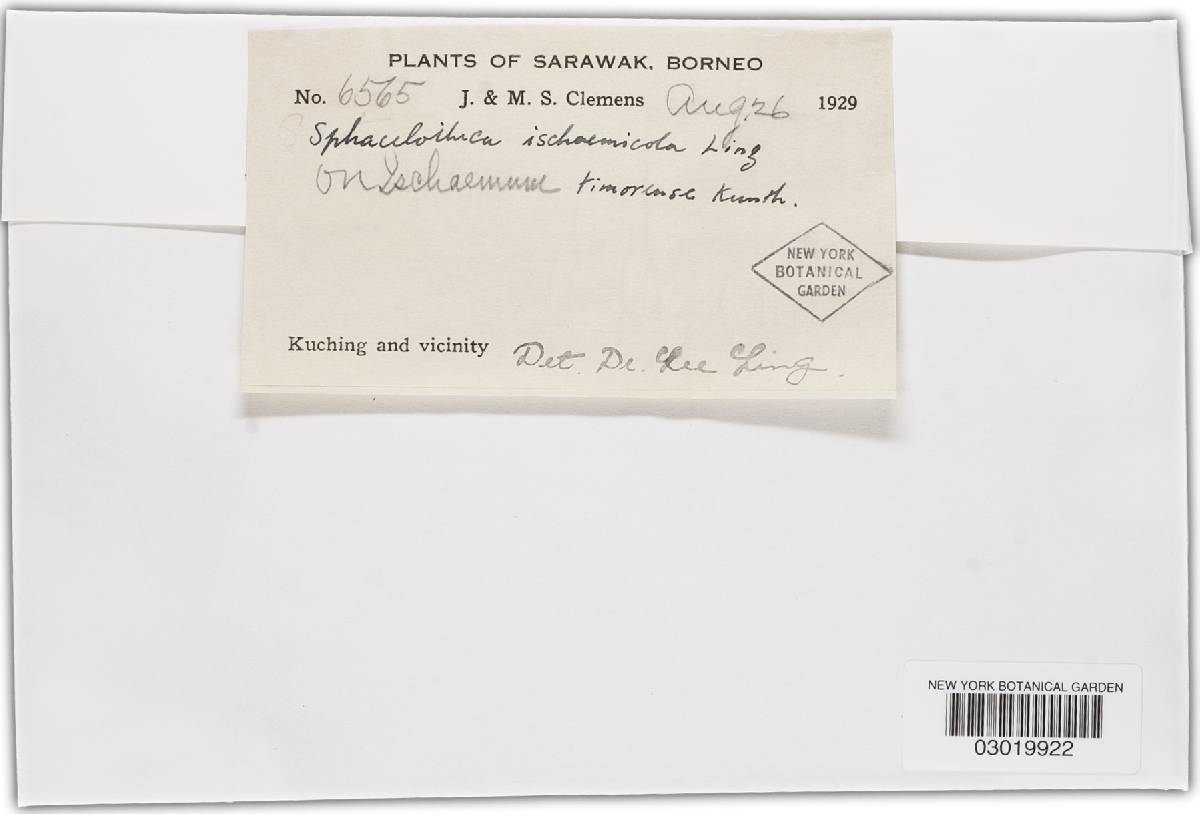 PLANTS OF SARAWAK, BORNEO
No. 6565 J. & M. S. Clemens Aug. 26 1929
Sphacelotheca ischaemicola Ling
On Ischaemum timorense Kunth.
NEW YORK
BOTANICAL
GARDEN
Kuching and vicinity Det. Dr. Lee Ling.
NEW YORK BOTANICAL GARDEN
03019922